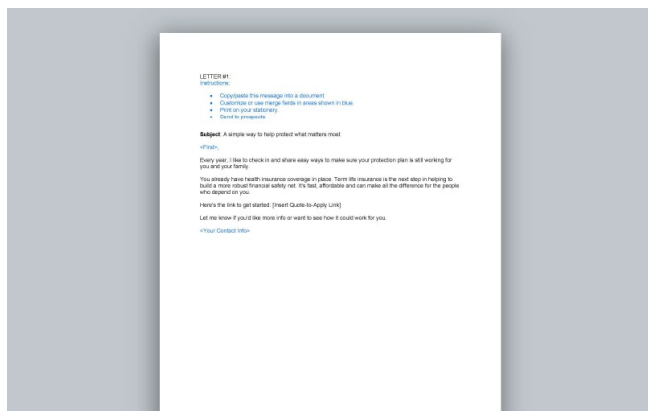 LETTER #1:
Instructions:
• Copy/paste this message into a document
• Customize or use merge fields in areas shown in blue
• Print on your stationery
• Send to prospects
Subject: A simple way to help protect what matters most
<First>,
Every year, I like to check in and share easy ways to make sure your protection plan is still working for
you and your family.
You already have health insurance coverage in place. Term life insurance is the next step in helping to
build a more robust financial safety net. It's fast, affordable and can make all the difference for the people
who depend on you.
Here's the link to get started: [Insert Quote-to-Apply Link]
Let me know if you'd like more info or want to see how it could work for you.
<Your Contact Info>